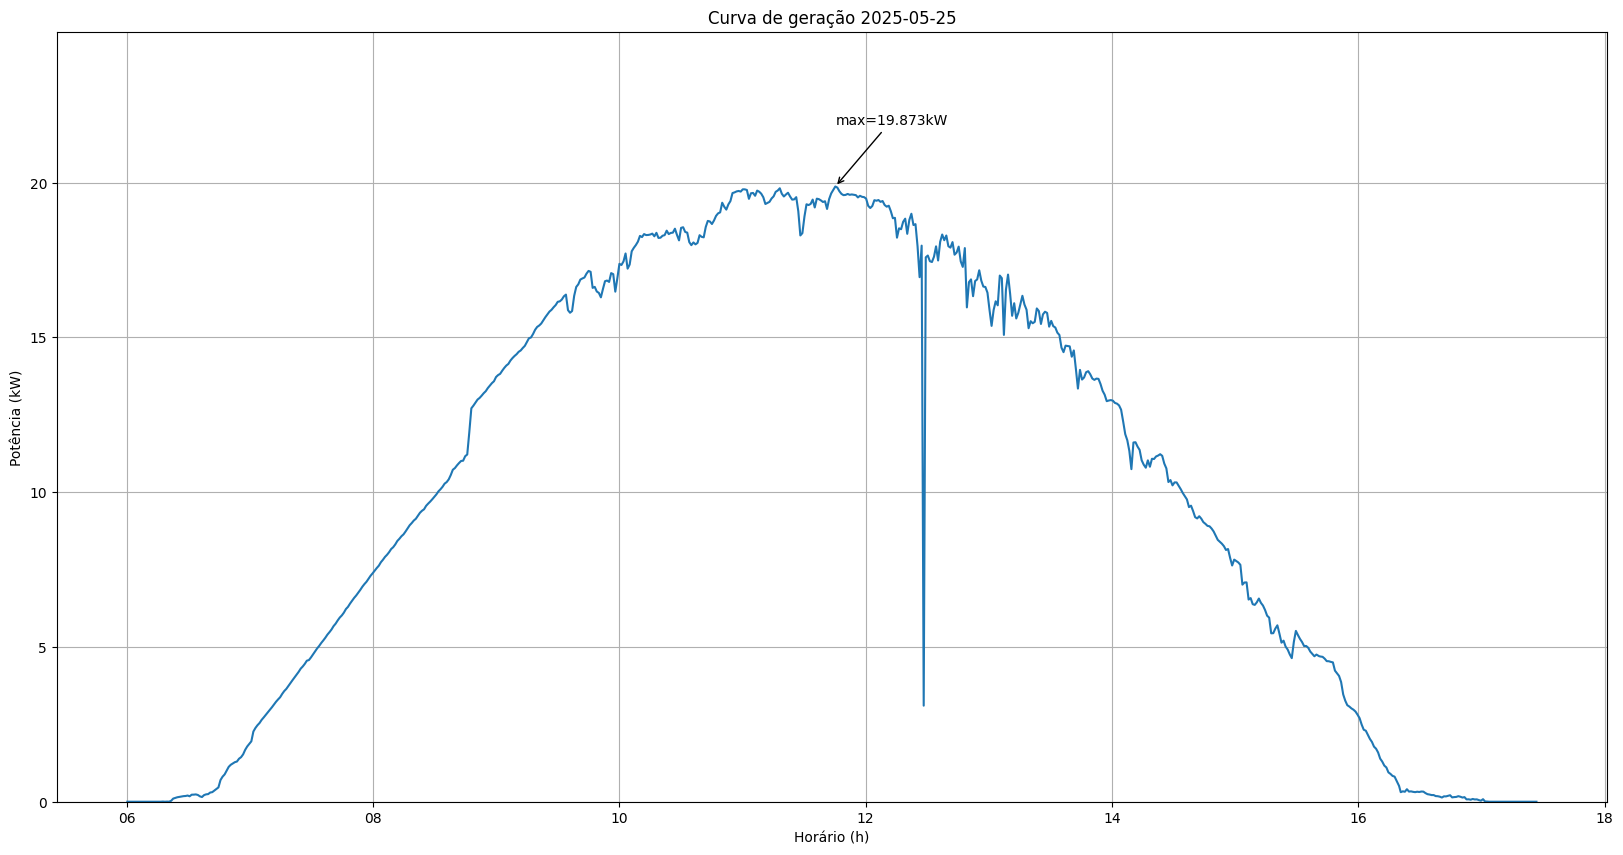 Curva de geração 2025-05-25
max=19.873kW
20
15
10
5
0
Potência (kW)
06 08 10 12 14 16 18
Horário (h)